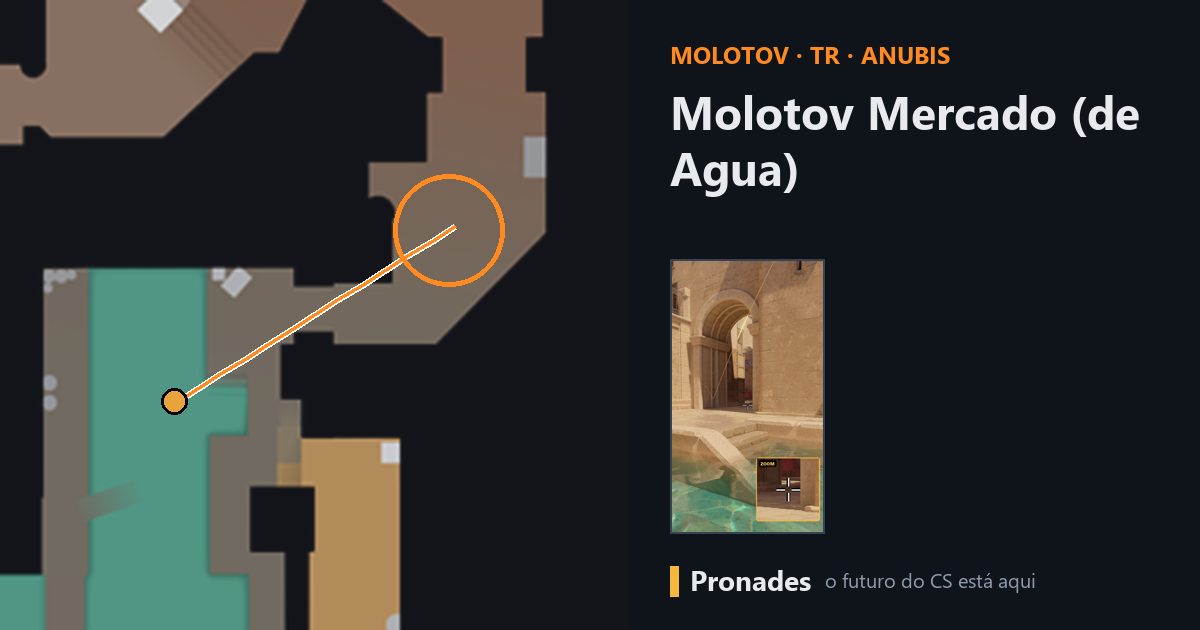 MOLOTOV · TR · ANUBIS
Molotov Mercado (de
Agua)
ZOOM
Pronades o futuro do CS está aqui